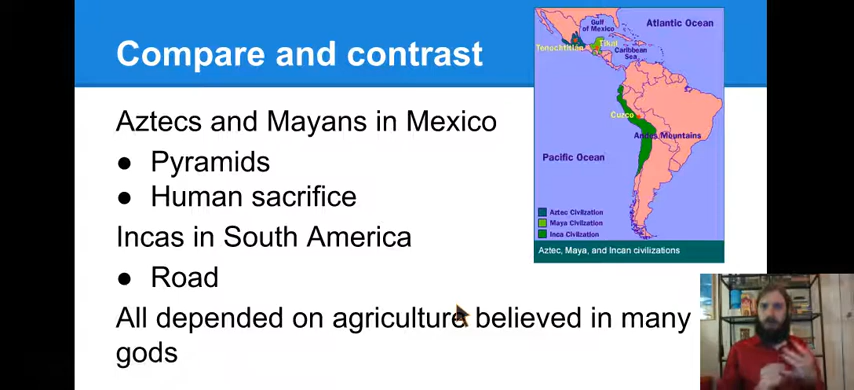 Compare and contrast
Aztecs and Mayans in Mexico
● Pyramids
● Human sacrifice
Incas in South America
● Road
All depended on agriculture believed in many
gods
Atlantic Ocean
Gulf
of Mexico
Tenochtitlán
Tikal
Caribbean
Sea
Cuzco
Andes Mountains
Pacific Ocean
Aztec Civilization
Maya Civilization
Inca Civilization
Aztec, Maya, and Incan civilizations